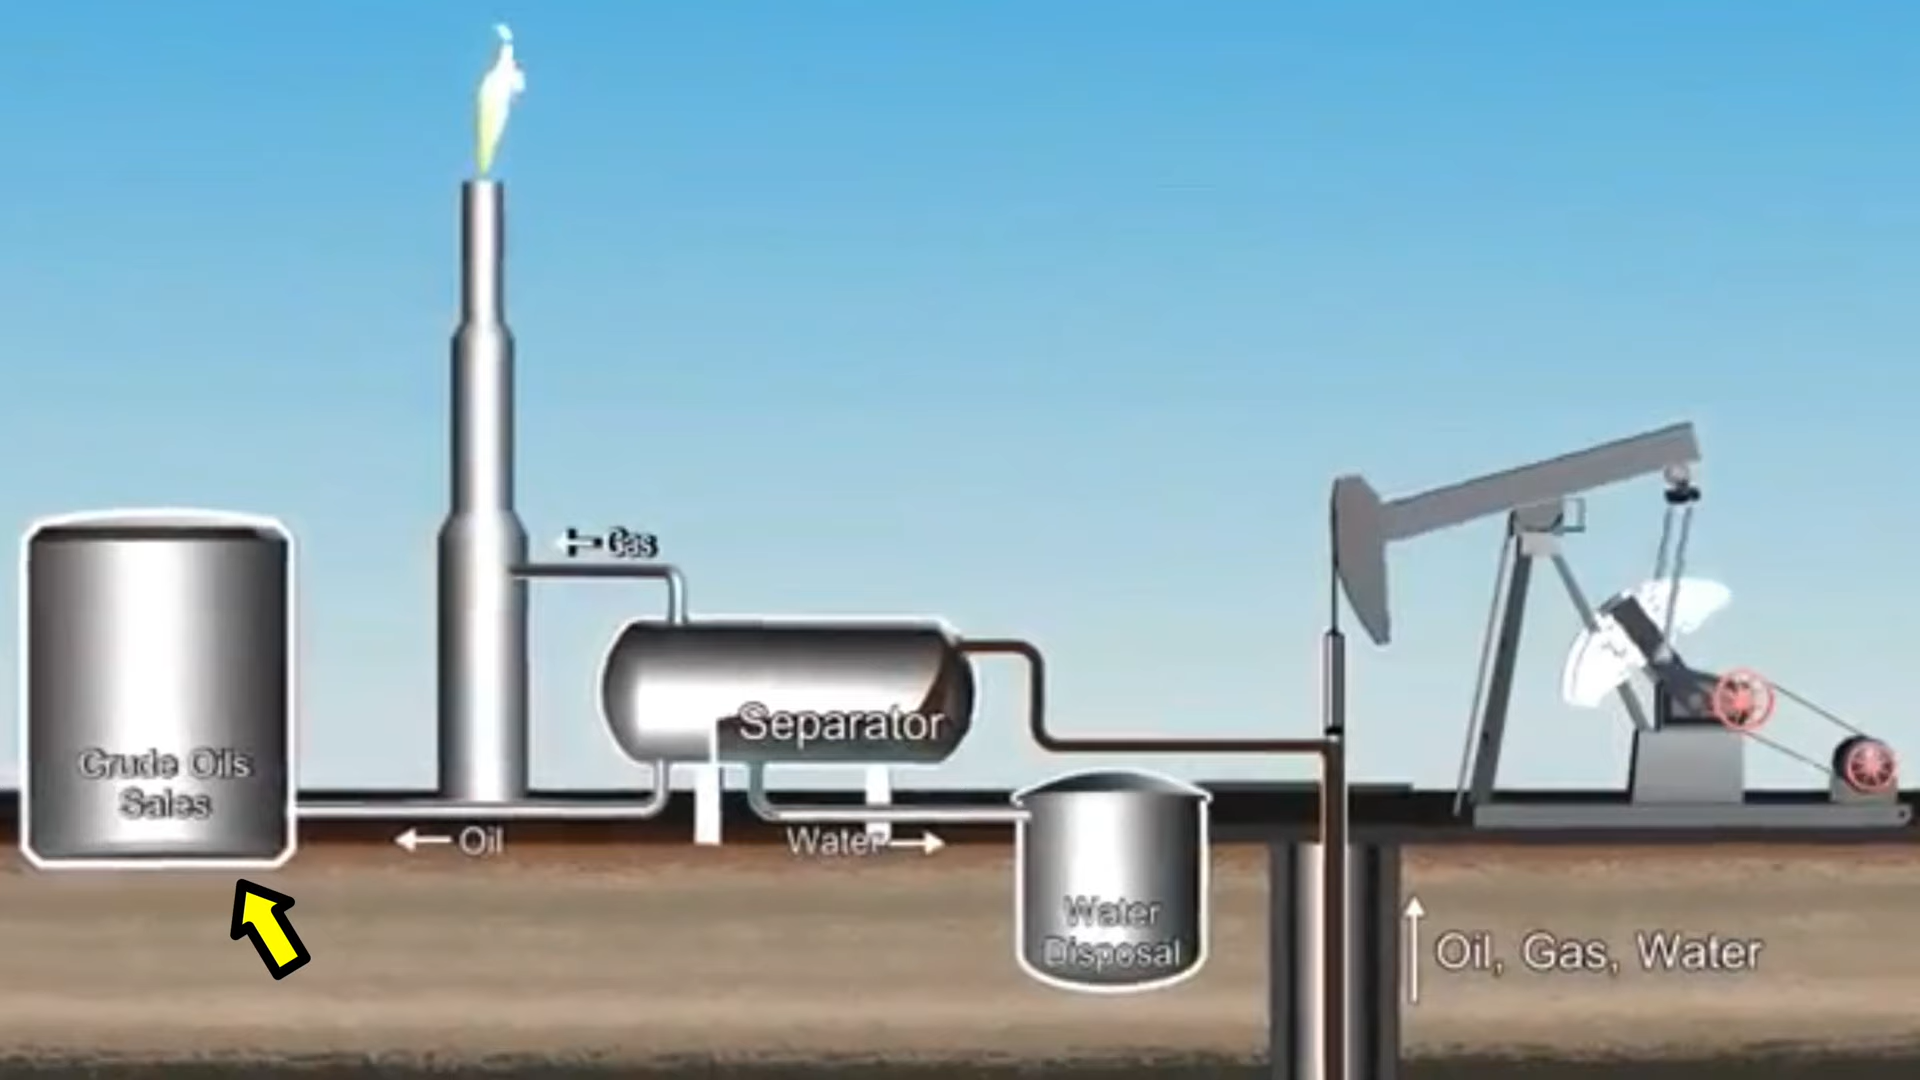 Gas
Separator
Crude Oils
Sales
Oil
Water
Water
Disposal
Oil, Gas, Water